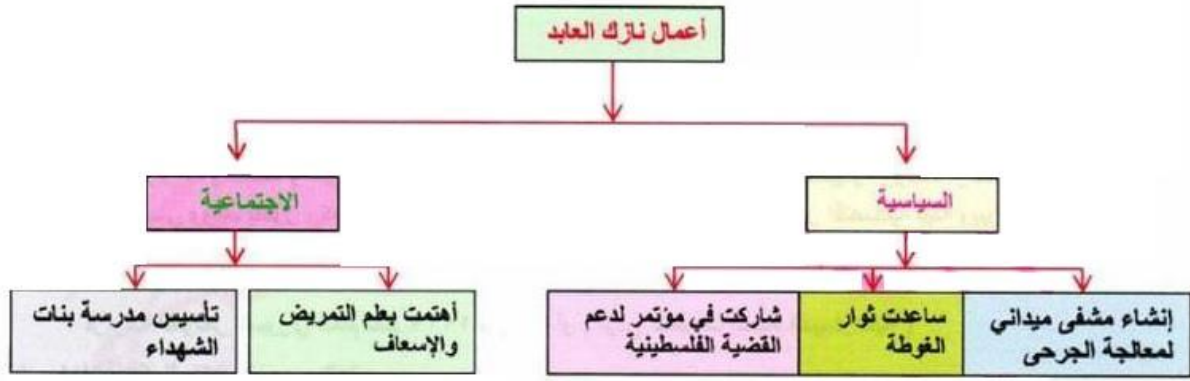 أعمال نازك العابد
السياسية
الاجتماعية
إنشاء مشفى ميداني
لمعالجة الجرحى
ساعدت ثوار
الغوطة
شاركت في مؤتمر لدعم
القضية الفلسطينية
أهتمت بعلم التمريض
والإسعاف
تأسيس مدرسة بنات
الشهداء